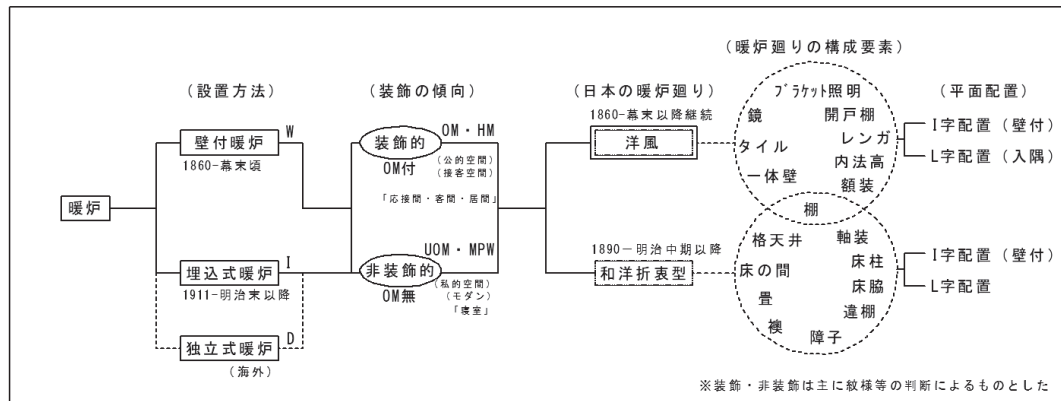 (設置方法)
(装飾の傾向)
(日本の暖炉廻り)
(暖炉廻りの構成要素)
(平面配置)
暖炉
壁付暖炉
W
1860-幕末頃
埋込式暖炉
I
1911-明治末以降
独立式暖炉
D
(海外)
装飾的
OM・HM
OM付
(公的空間)
(接客空間)
「応接間・客間・居間」
非装飾的
UOM・MPW
OM無
(私的空間)
(モダン)
「寝室」
1860-幕末以降継続
洋風
1890-明治中期以降
和洋折衷型
ブラケット照明
鏡
開戸棚
タイル
レンガ
内法高
一体壁
額装
棚
格天井
軸装
床の間
床柱
床脇
畳
違棚
襖
障子
I字配置(壁付)
L字配置(入隅)
I字配置(壁付)
L字配置
※装飾・非装飾は主に紋様等の判断によるものとした